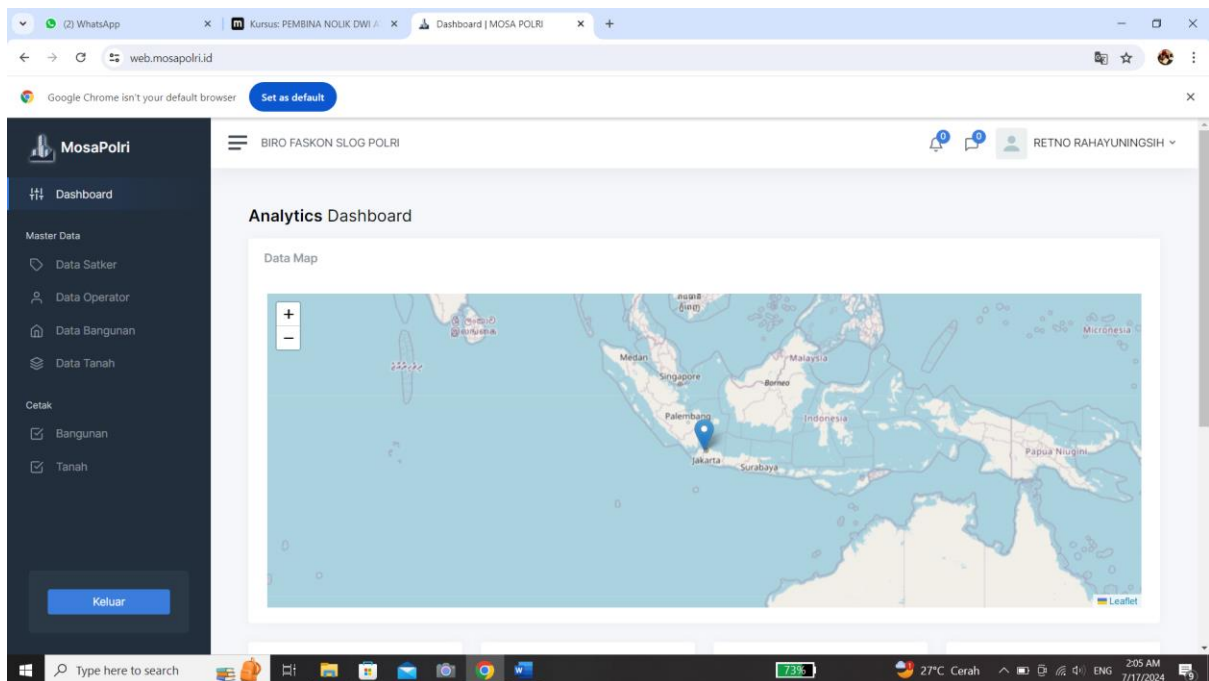 (2) WhatsApp
Kursus: PEMBINA NOLIK DWI A
Dashboard | MOSA POLRI
web.mosapolri.id
Google Chrome isn't your default browser
Set as default
MosaPolri
BIRO FASKON SLOG POLRI
0
0
RETNO RAHAYUNINGSIH
Dashboard
Master Data
Data Satker
Data Operator
Data Bangunan
Data Tanah
Cetak
Bangunan
Tanah
Keluar
Analytics Dashboard
Data Map
+
−
Medan
Malaysia
Singapore
Borneo
Micronesia
Palembang
Indonesia
Jakarta
Surabaya
Papua Niugini
Leaflet
Type here to search
73%
27°C Cerah
ENG
2:05 AM
7/17/2024